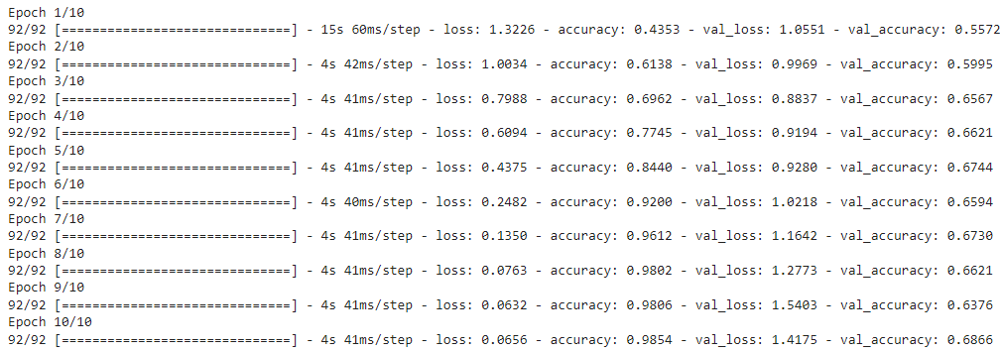 Epoch 1/10
92/92 [==============================] - 15s 60ms/step - loss: 1.3226 - accuracy: 0.4353 - val_loss: 1.0551 - val_accuracy: 0.5572
Epoch 2/10
92/92 [==============================] - 4s 42ms/step - loss: 1.0034 - accuracy: 0.6138 - val_loss: 0.9969 - val_accuracy: 0.5995
Epoch 3/10
92/92 [==============================] - 4s 41ms/step - loss: 0.7988 - accuracy: 0.6962 - val_loss: 0.8837 - val_accuracy: 0.6567
Epoch 4/10
92/92 [==============================] - 4s 41ms/step - loss: 0.6094 - accuracy: 0.7745 - val_loss: 0.9194 - val_accuracy: 0.6621
Epoch 5/10
92/92 [==============================] - 4s 41ms/step - loss: 0.4375 - accuracy: 0.8440 - val_loss: 0.9280 - val_accuracy: 0.6744
Epoch 6/10
92/92 [==============================] - 4s 40ms/step - loss: 0.2482 - accuracy: 0.9200 - val_loss: 1.0218 - val_accuracy: 0.6594
Epoch 7/10
92/92 [==============================] - 4s 41ms/step - loss: 0.1350 - accuracy: 0.9612 - val_loss: 1.1642 - val_accuracy: 0.6730
Epoch 8/10
92/92 [==============================] - 4s 41ms/step - loss: 0.0763 - accuracy: 0.9802 - val_loss: 1.2773 - val_accuracy: 0.6621
Epoch 9/10
92/92 [==============================] - 4s 41ms/step - loss: 0.0632 - accuracy: 0.9806 - val_loss: 1.5403 - val_accuracy: 0.6376
Epoch 10/10
92/92 [==============================] - 4s 41ms/step - loss: 0.0656 - accuracy: 0.9854 - val_loss: 1.4175 - val_accuracy: 0.6866